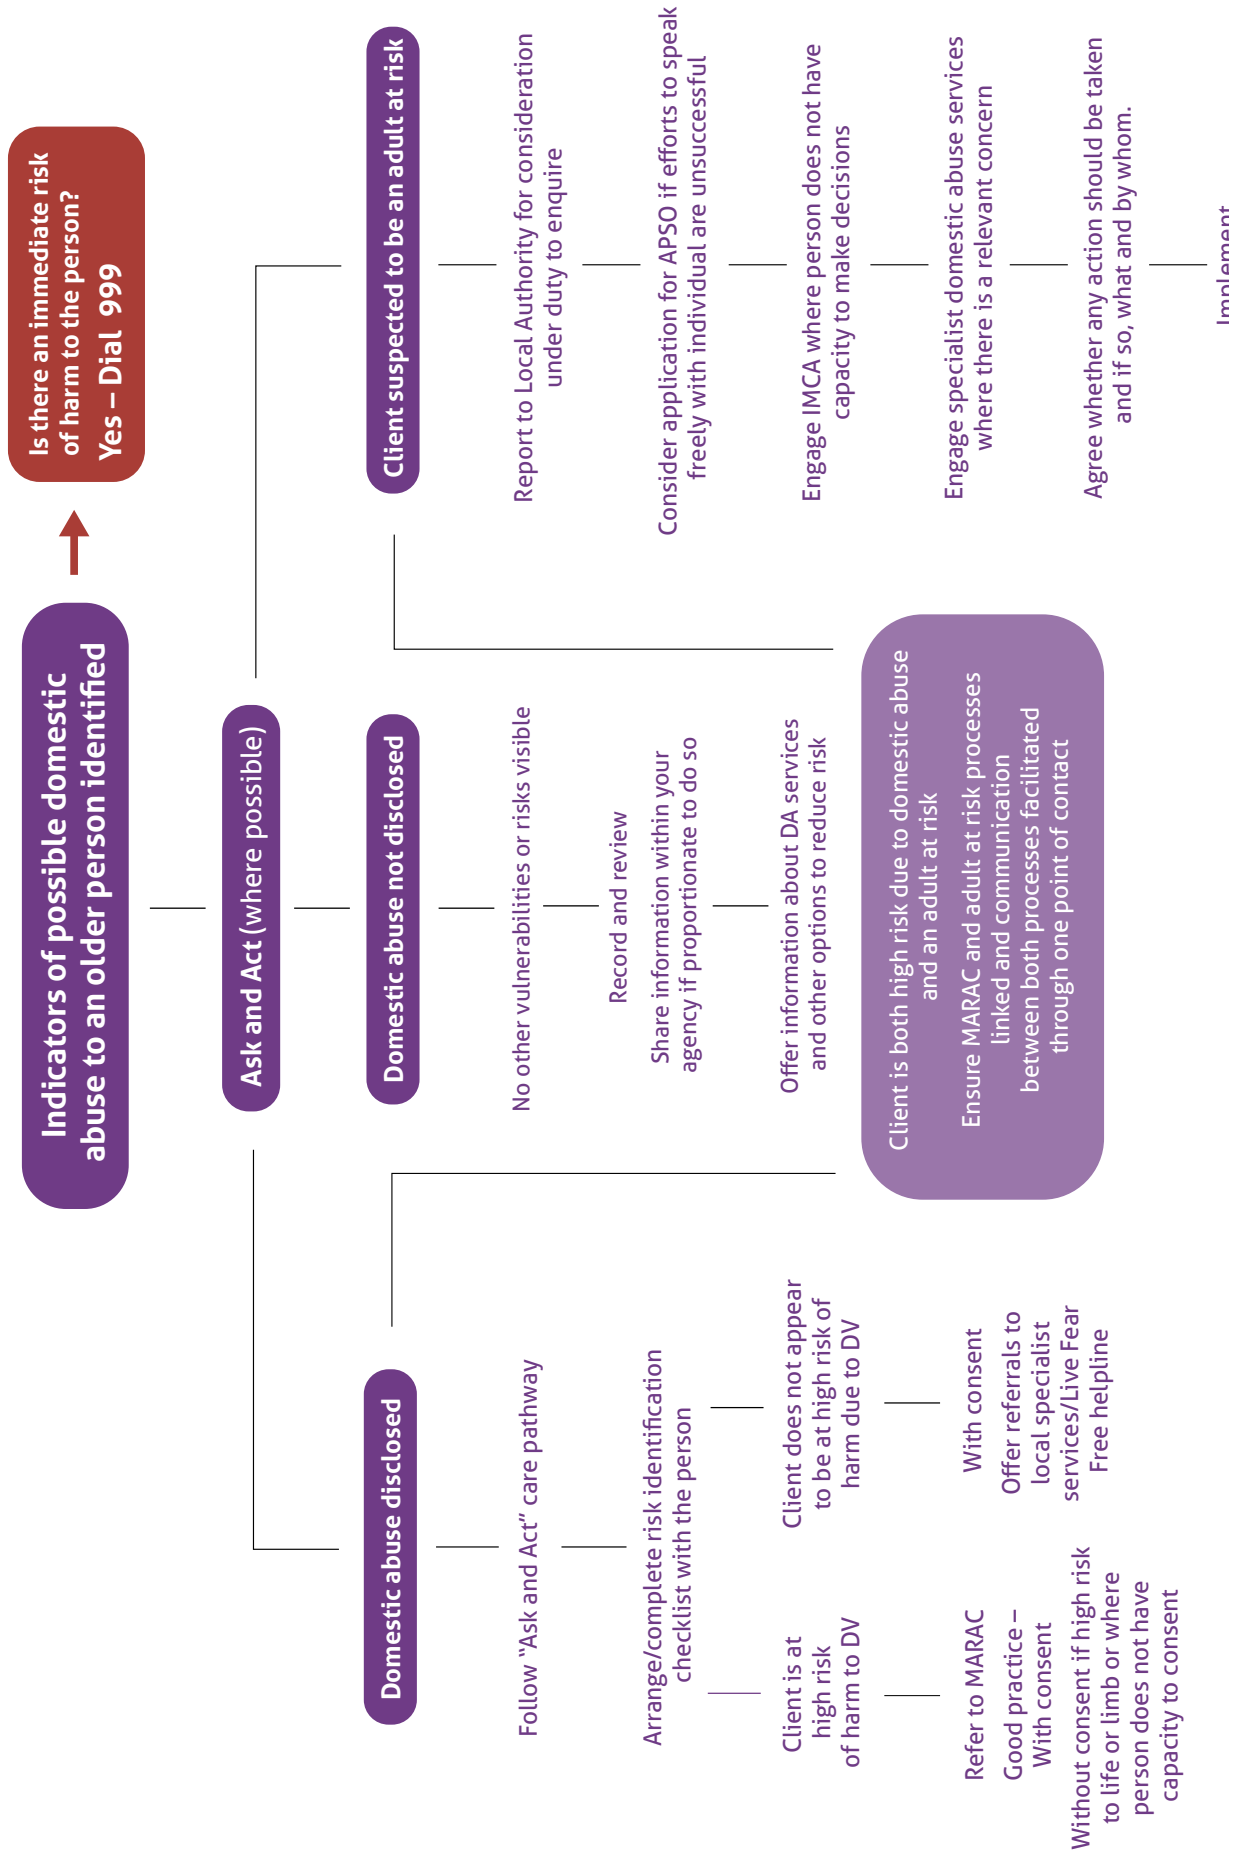 Indicators of possible domestic
abuse to an older person identified
Is there an immediate risk
of harm to the person?
Yes – Dial 999
Ask and Act (where possible)
Domestic abuse disclosed
Follow “Ask and Act” care pathway
Arrange/complete risk identification
checklist with the person
Client is at
high risk
of harm to DV
Refer to MARAC
Good practice –
With consent
Without consent if high risk
to life or limb or where
person does not have
capacity to consent
Client does not appear
to be at high risk of
harm due to DV
With consent
Offer referrals to
local specialist
services/Live Fear
Free helpline
Domestic abuse not disclosed
No other vulnerabilities or risks visible
Record and review
Share information within your
agency if proportionate to do so
Offer information about DA services
and other options to reduce risk
Client is both high risk due to domestic abuse
and an adult at risk
Ensure MARAC and adult at risk processes
linked and communication
between both processes facilitated
through one point of contact
Client suspected to be an adult at risk
Report to Local Authority for consideration
under duty to enquire
Consider application for APSO if efforts to speak
freely with individual are unsuccessful
Engage IMCA where person does not have
capacity to make decisions
Engage specialist domestic abuse services
where there is a relevant concern
Agree whether any action should be taken
and if so, what and by whom.
Implement